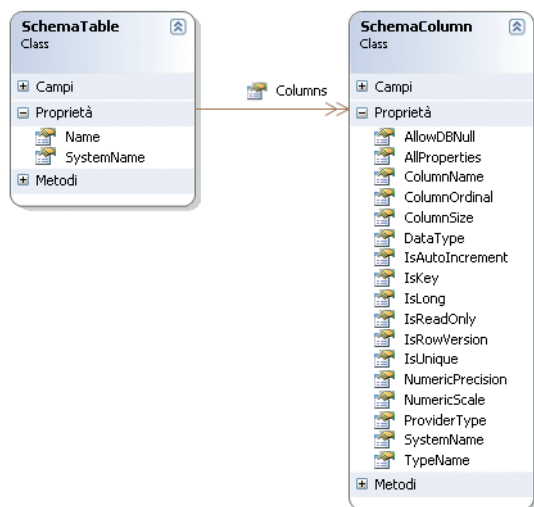 SchemaTable
Class
Campi
Proprietà
Name
SystemName
Metodi
Columns
SchemaColumn
Class
Campi
Proprietà
AllowDBNull
AllProperties
ColumnName
ColumnOrdinal
ColumnSize
DataType
IsAutoIncrement
IsKey
IsLong
IsReadOnly
IsRowVersion
IsUnique
NumericPrecision
NumericScale
ProviderType
SystemName
TypeName
Metodi